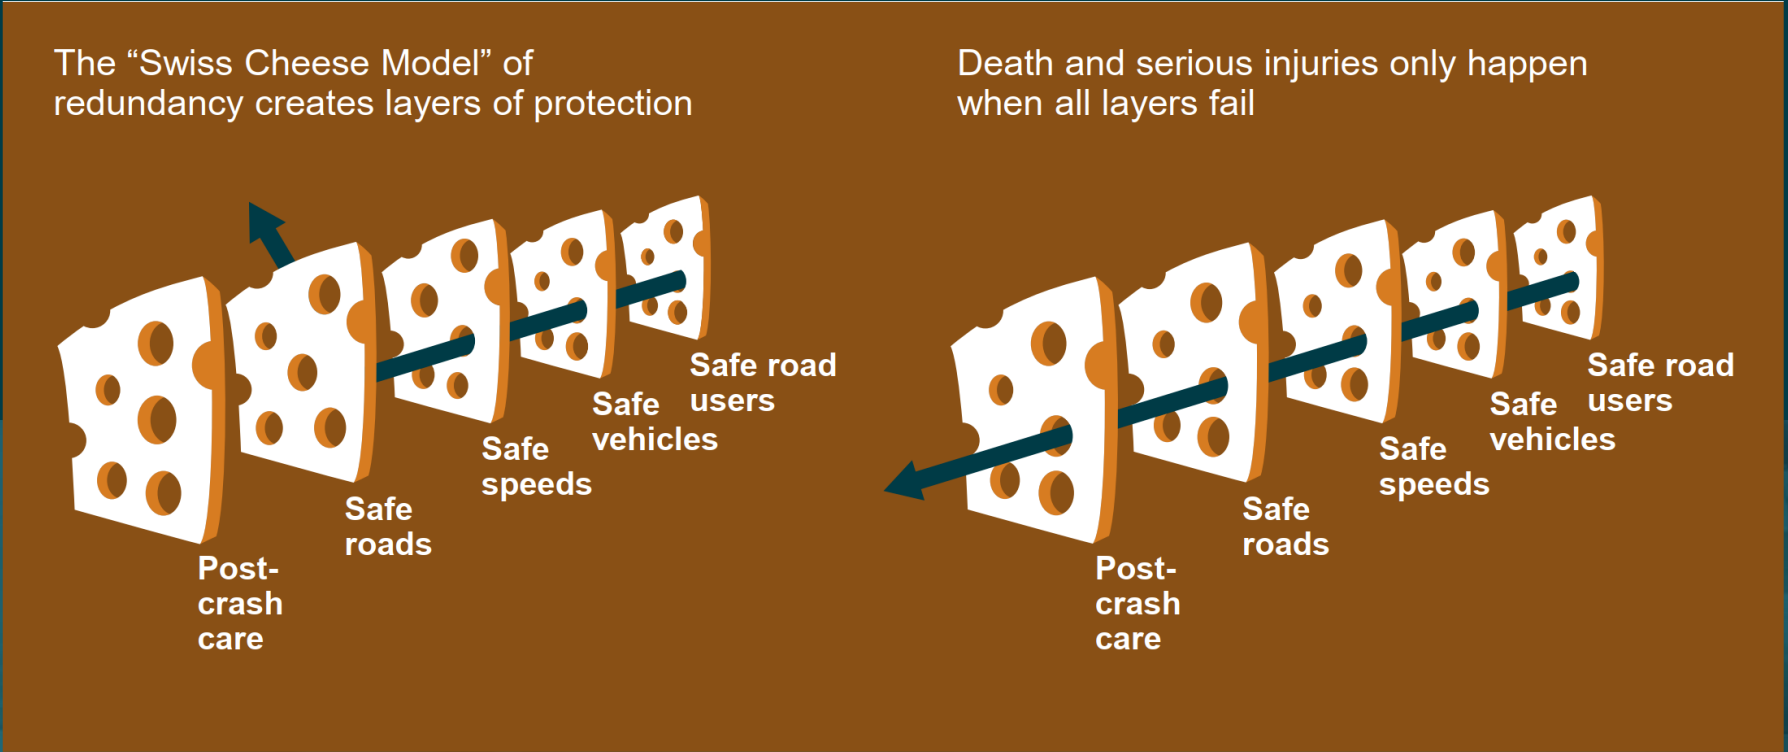 The “Swiss Cheese Model” of
redundancy creates layers of protection
Death and serious injuries only happen
when all layers fail
Safe road
users
Safe
vehicles
Safe
speeds
Safe
roads
Post-
crash
care
Safe road
users
Safe
vehicles
Safe
speeds
Safe
roads
Post-
crash
care